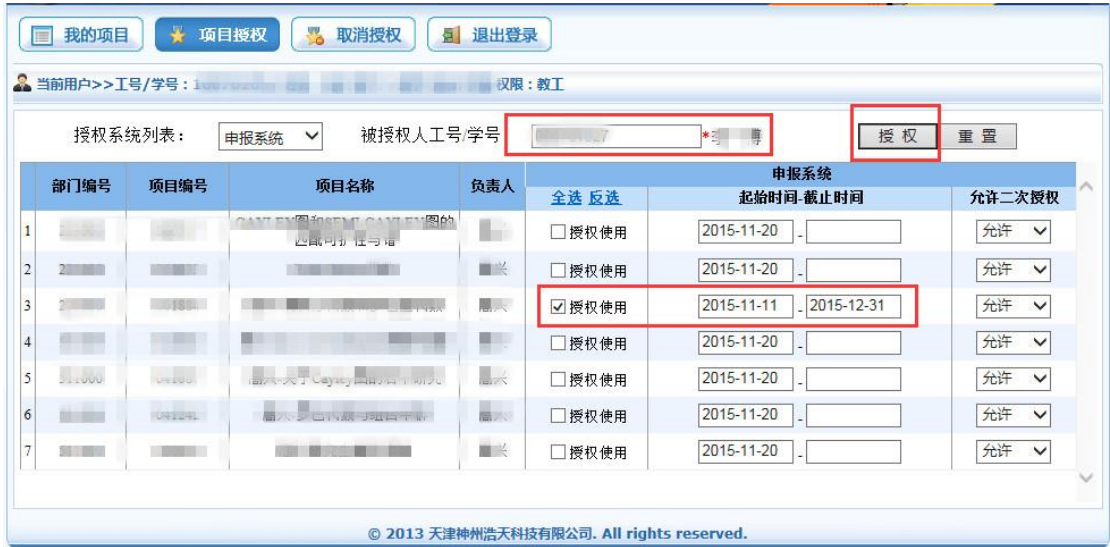 我的项目 项目授权 取消授权 退出登录
当前用户>>工号/学号： 权限：教工
授权系统列表： 申报系统 被授权人工号/学号 * 授 权 重 置
部门编号 项目编号 项目名称 负责人 申报系统
全选 反选 起始时间-截止时间 允许二次授权
1 授权使用 2015-11-20 - 允许
2 授权使用 2015-11-20 - 允许
3 授权使用 2015-11-11 - 2015-12-31 允许
4 授权使用 2015-11-20 - 允许
5 授权使用 2015-11-20 - 允许
6 授权使用 2015-11-20 - 允许
7 授权使用 2015-11-20 - 允许
© 2013 天津神州浩天科技有限公司. All rights reserved.